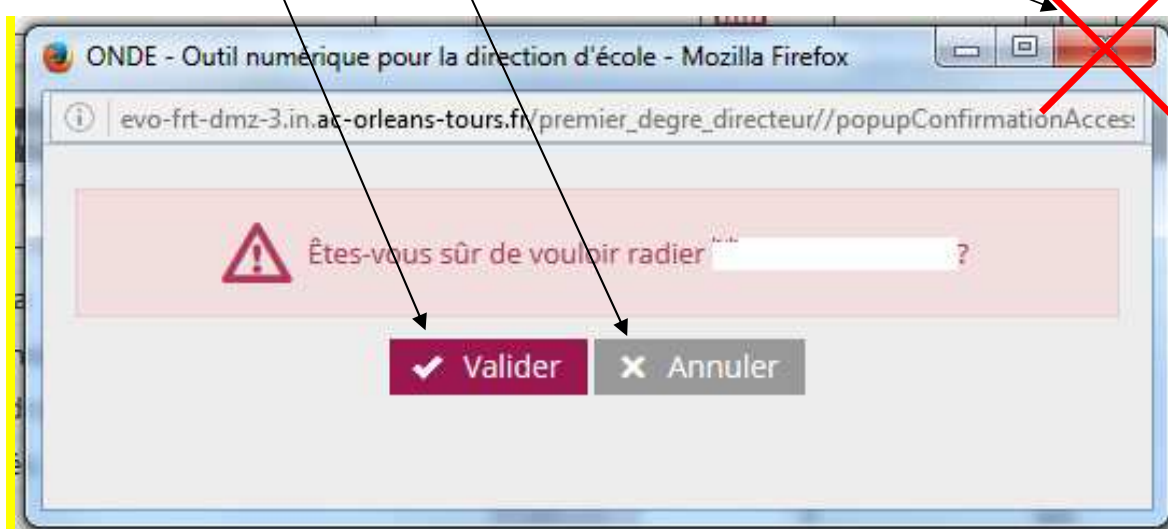 ONDE - Outil numérique pour la direction d'école - Mozilla Firefox
evo-frt-dmz-3.in.ac-orleans-tours.fr/premier_degre_directeur//popupConfirmationAccess
Êtes-vous sûr de vouloir radier ?
Valider
Annuler